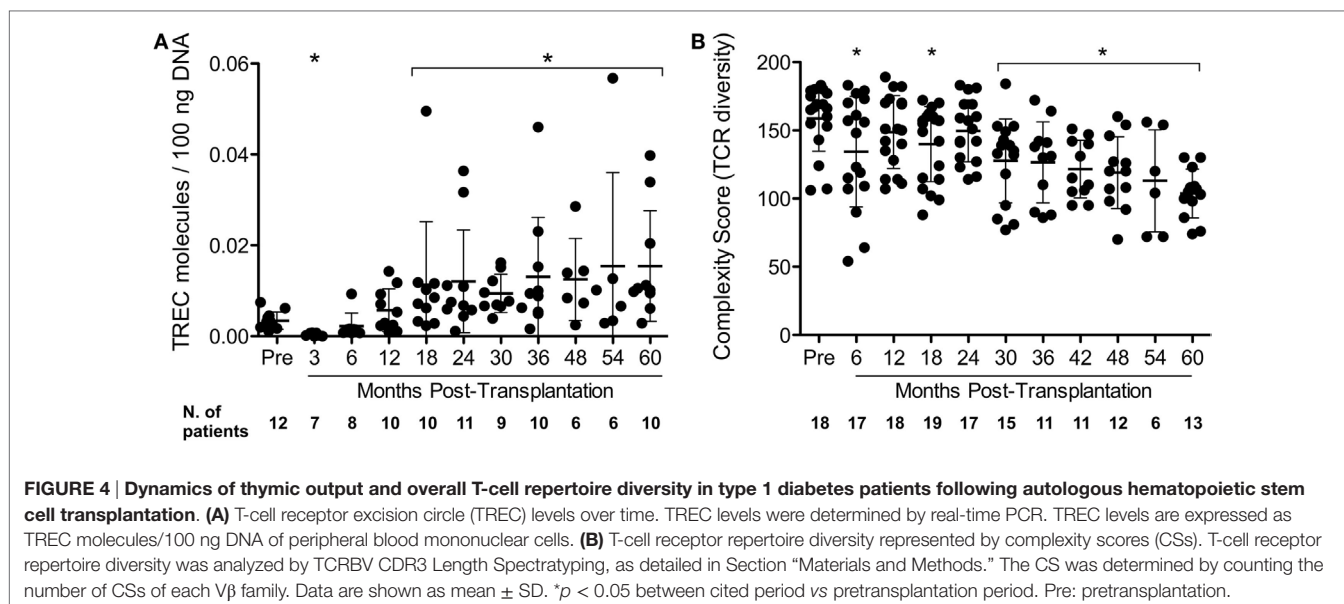 A
B
*
*
TREC molecules / 100 ng DNA
0.06
0.04
0.02
0.00
Pre 3 6 12 18 24 30 36 48 54 60
Months Post-Transplantation
N. of patients
12 7 8 10 10 11 9 10 6 6 10
*
*
*
Complexity Score (TCR diversity)
200
150
100
50
0
Pre 6 12 18 24 30 36 42 48 54 60
Months Post-Transplantation
18 17 18 19 17 15 11 11 12 6 13
FIGURE 4 | Dynamics of thymic output and overall T-cell repertoire diversity in type 1 diabetes patients following autologous hematopoietic stem
cell transplantation. (A) T-cell receptor excision circle (TREC) levels over time. TREC levels were determined by real-time PCR. TREC levels are expressed as
TREC molecules/100 ng DNA of peripheral blood mononuclear cells. (B) T-cell receptor repertoire diversity represented by complexity scores (CSs). T-cell receptor
repertoire diversity was analyzed by TCRBV CDR3 Length Spectratyping, as detailed in Section “Materials and Methods.” The CS was determined by counting the
number of CSs of each Vβ family. Data are shown as mean ± SD. *p < 0.05 between cited period vs pretransplantation period. Pre: pretransplantation.